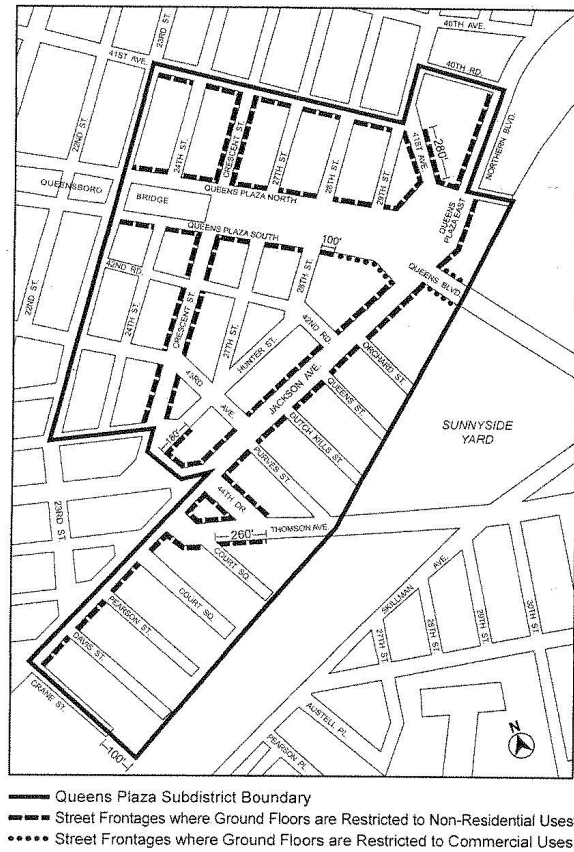 46TH AVE.
23RD ST.
41ST AVE.
40TH RD.
22ND ST.
24TH ST.
CRESCENT ST.
27TH ST.
28TH ST.
29TH ST.
41ST AVE.
280'
NORTHERN BLVD.
QUEENSBORO
BRIDGE
QUEENS PLAZA NORTH
QUEENS PLAZA EAST
QUEENS PLAZA SOUTH
100'
42ND RD.
28TH ST.
QUEENS BLVD.
22ND ST.
24TH ST.
CRESCENT ST.
27TH ST.
HUNTER ST.
42ND RD.
43RD AVE.
JACKSON AVE.
ORCHARD ST.
QUEENS ST.
DUTCH KILLS ST.
SUNNYSIDE
YARD
180'
PURVES ST.
23RD ST.
44TH DR.
THOMSON AVE.
260'
COURT SQ.
COURT SQ.
SKILLMAN AVE.
27TH ST.
28TH ST.
29TH ST.
30TH ST.
PEARSON ST.
DAVIS ST.
CRANE ST.
100'
AUSTELL PL.
PEARSON PL.
N
Queens Plaza Subdistrict Boundary
Street Frontages where Ground Floors are Restricted to Non-Residential Uses
Street Frontages where Ground Floors are Restricted to Commercial Uses